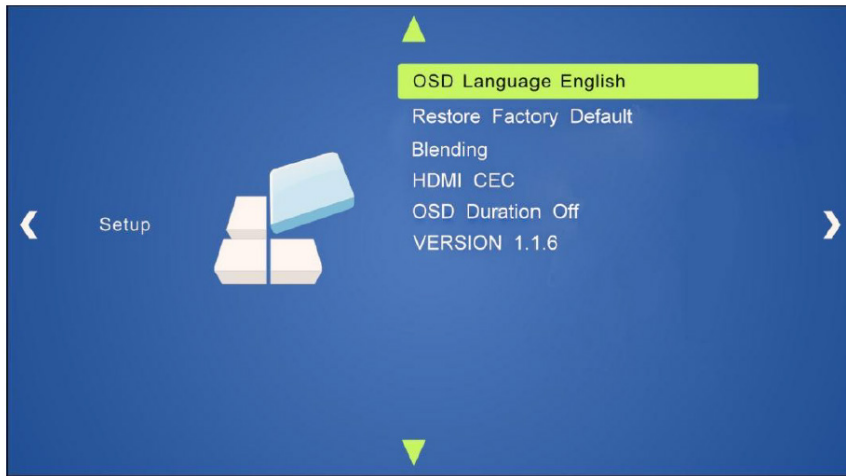 OSD Language English
Restore Factory Default
Blending
HDMI CEC
Setup
OSD Duration Off
VERSION 1.1.6